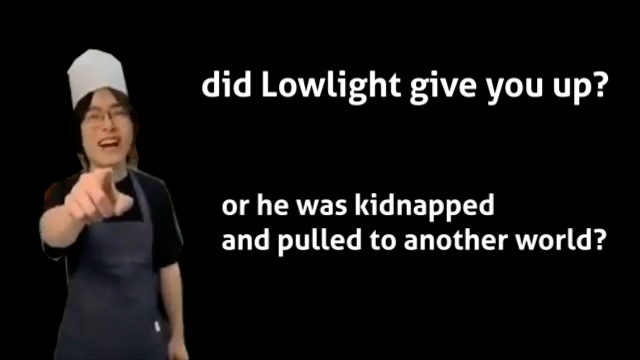 did Lowlight give you up?
or he was kidnapped
and pulled to another world?